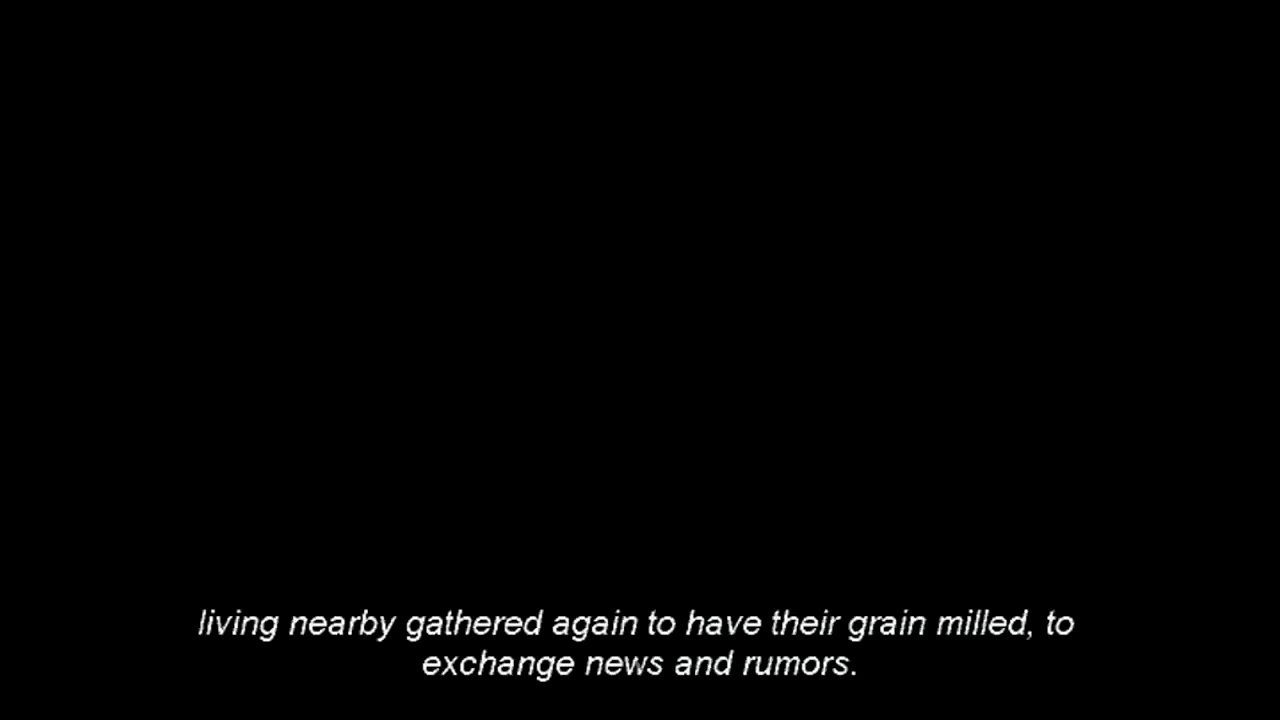 living nearby gathered again to have their grain milled, to
exchange news and rumors.